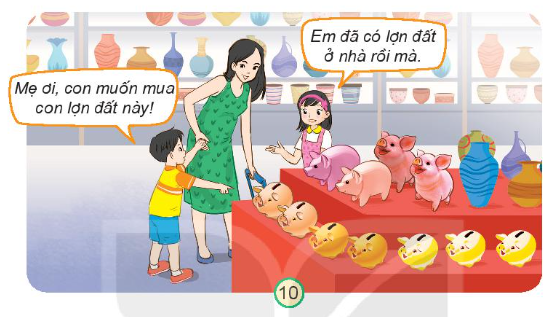 Mẹ ơi, con muốn mua
con lợn đất này!
Em đã có lợn đất
ở nhà rồi mà.
10